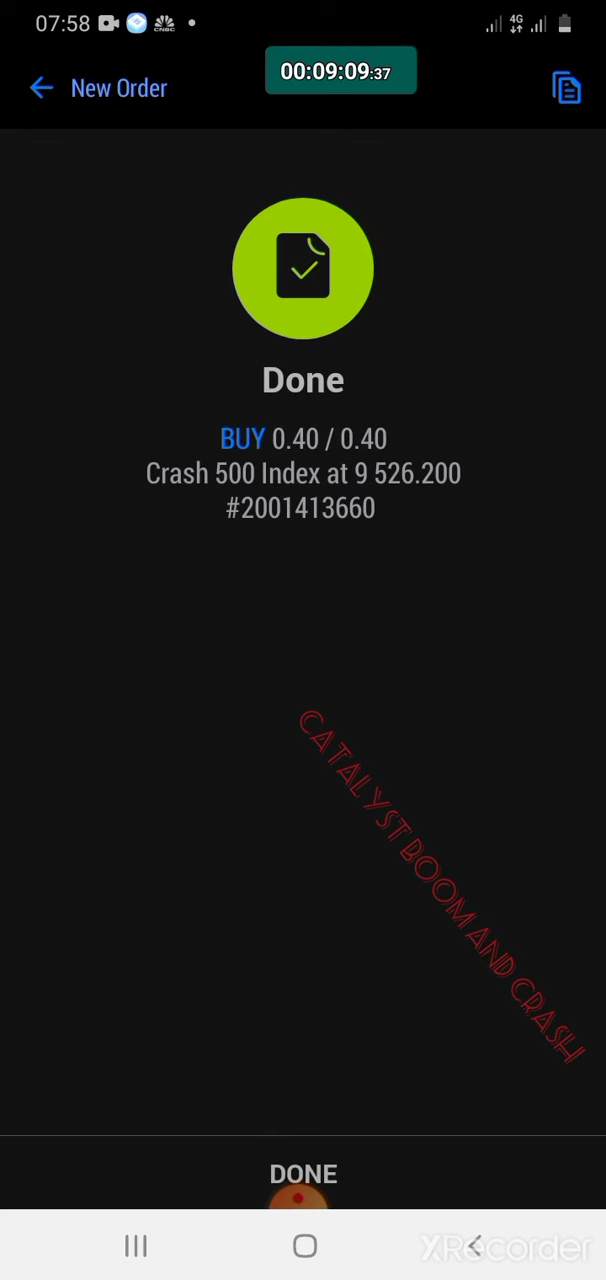 07:58
CNBC
4G
00:09:09:37
New Order
Done
BUY 0.40 / 0.40
Crash 500 Index at 9 526.200
#2001413660
CATALYST BOOM AND CRASH
DONE
XRecorder